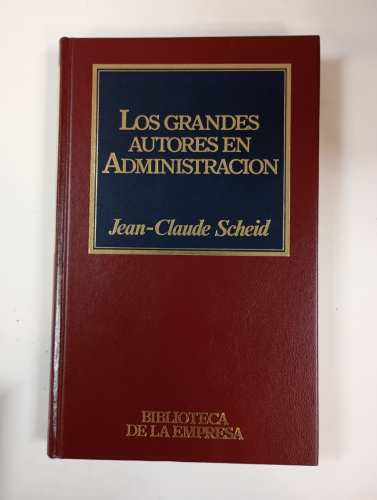 LOS GRANDES
AUTORES EN
ADMINISTRACION
Jean-Claude Scheid
BIBLIOTECA
DE LA EMPRESA